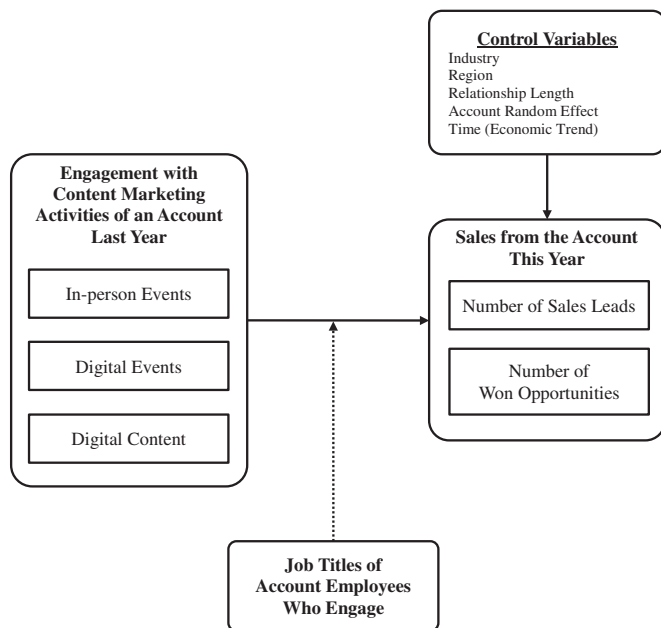 Control Variables
Industry
Region
Relationship Length
Account Random Effect
Time (Economic Trend)
Engagement with
Content Marketing
Activities of an Account
Last Year
In-person Events
Digital Events
Digital Content
Sales from the Account
This Year
Number of Sales Leads
Number of
Won Opportunities
Job Titles of
Account Employees
Who Engage